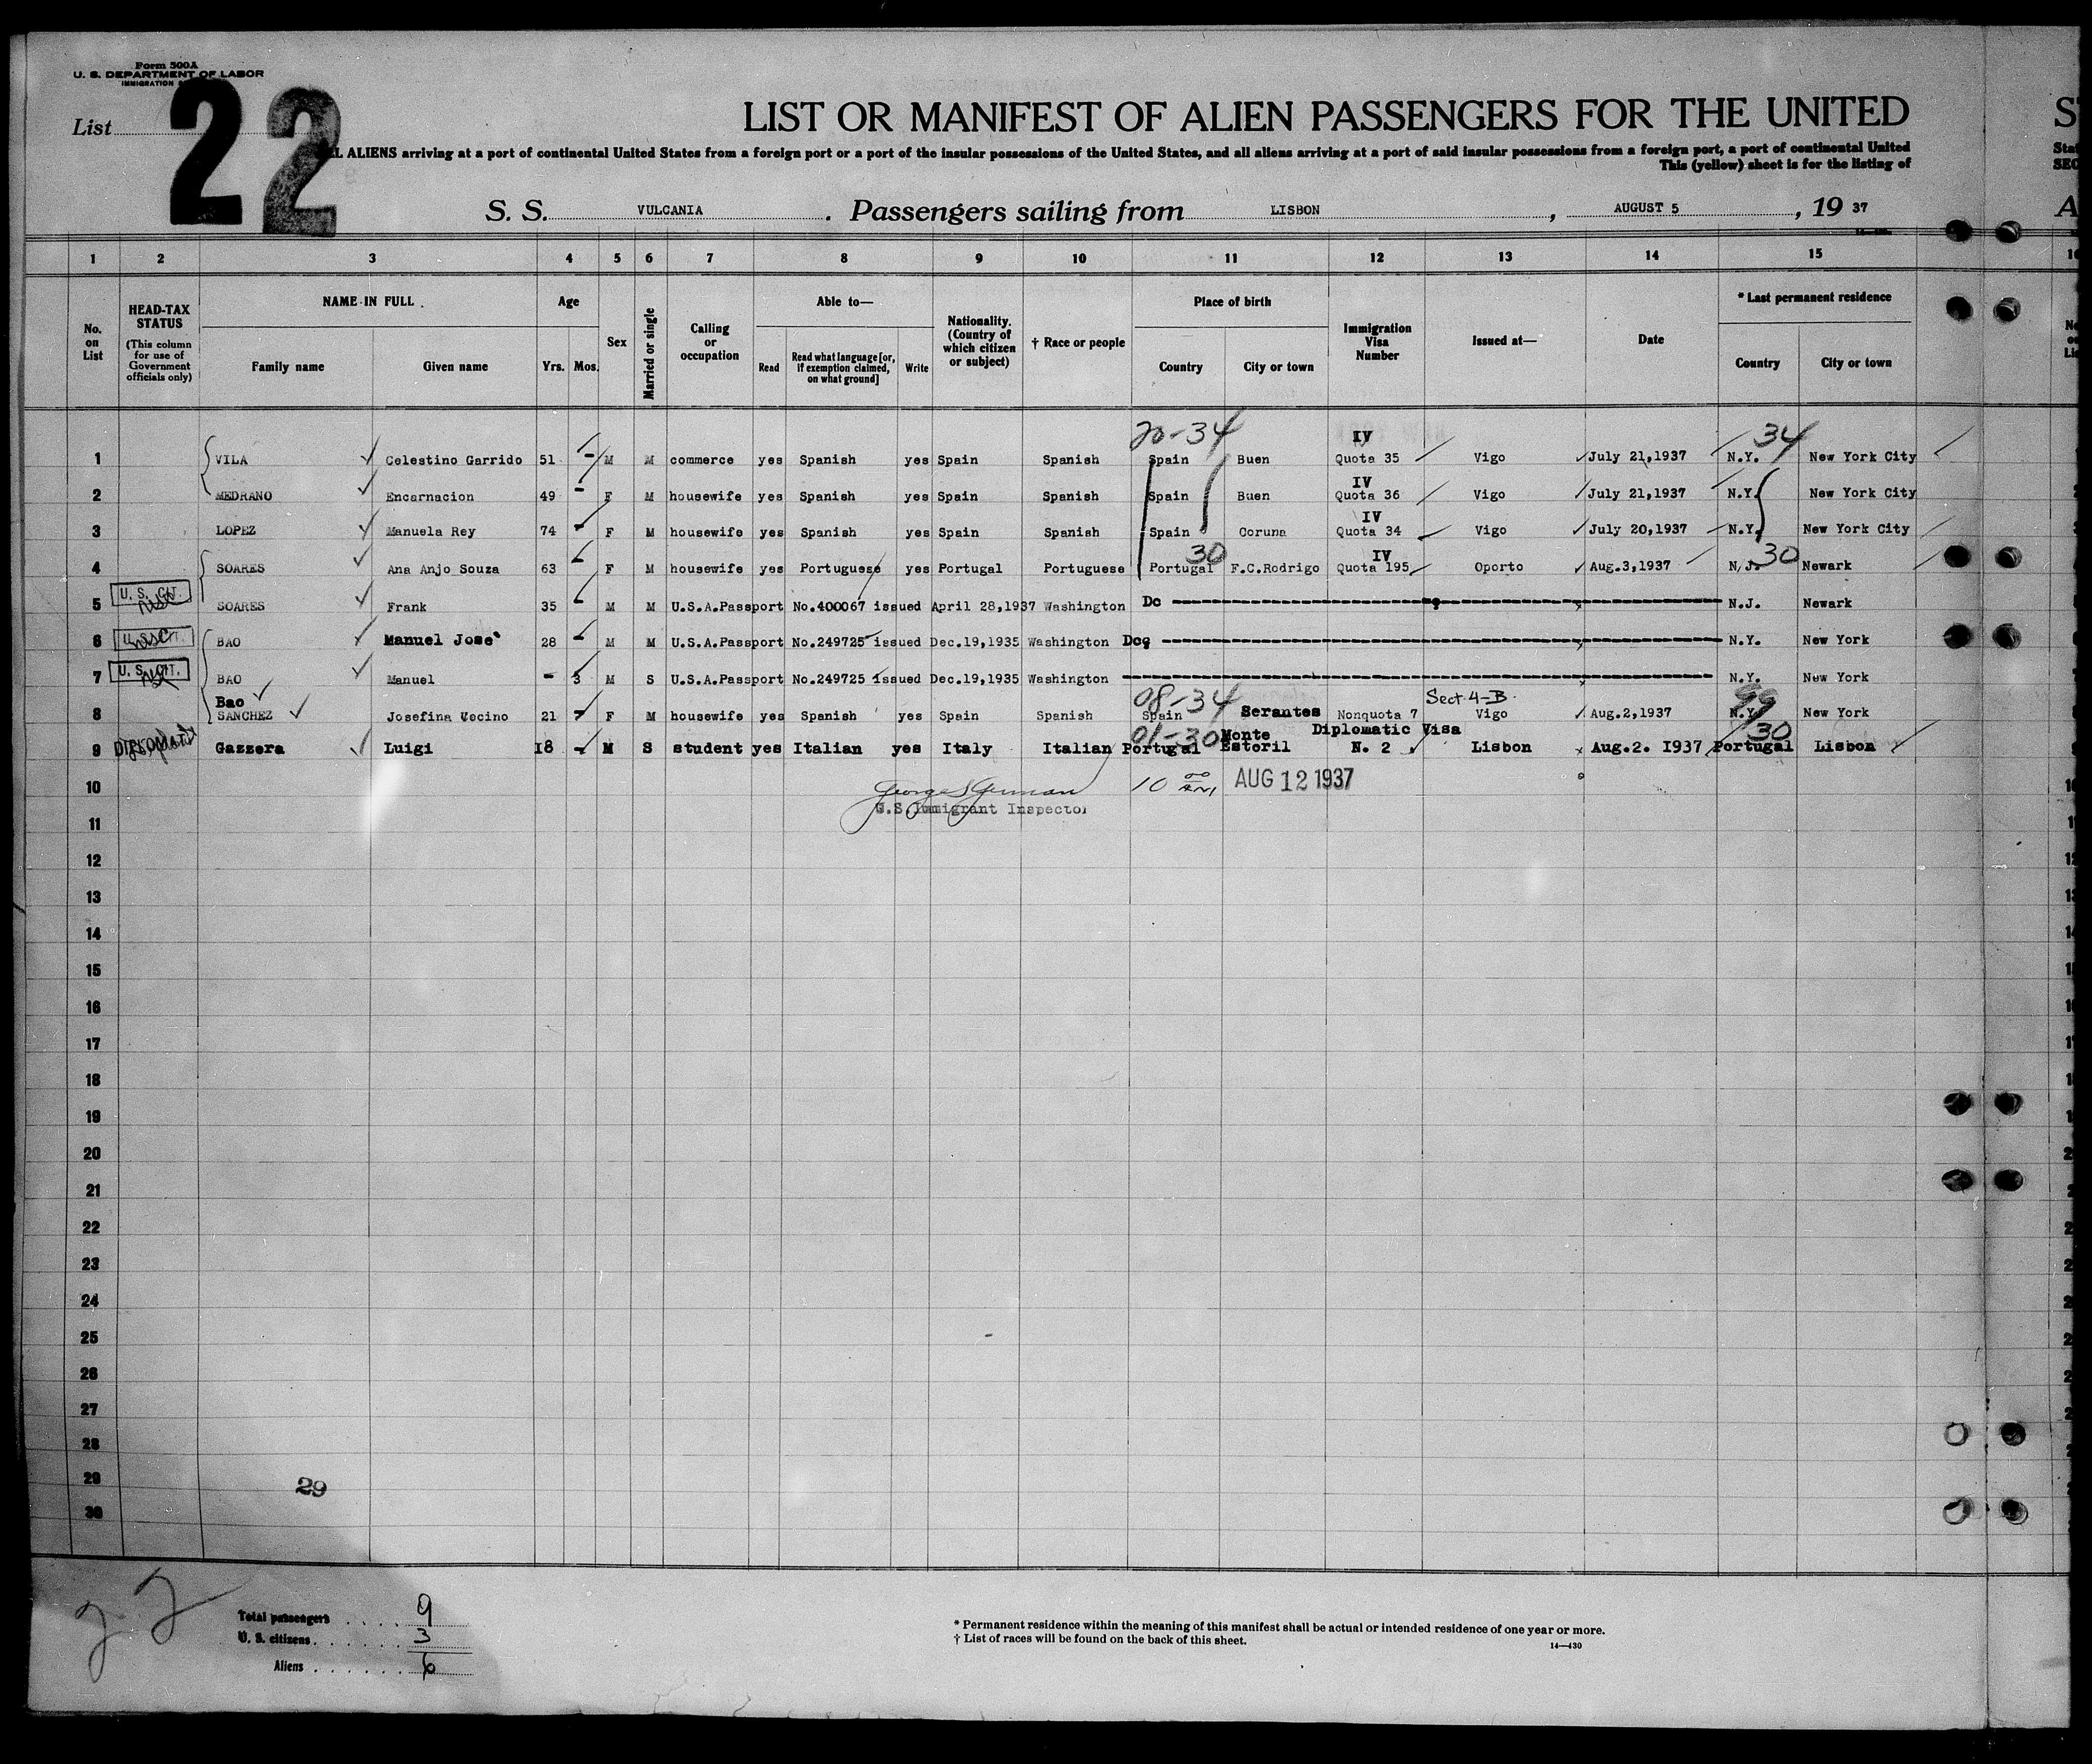 Form 500A
U. S. DEPARTMENT OF LABOR
IMMIGRATION
List 22
LIST OR MANIFEST OF ALIEN PASSENGERS FOR THE UNITED
ALIENS arriving at a port of continental United States from a foreign port or a port of the insular possessions of the United States, and all aliens arriving at a port of said insular possessions from a foreign port, a port of continental United
This (yellow) sheet is for the listing of
S. S. VULCANIA . Passengers sailing from LISBON , AUGUST 5 , 19 37
1 2 3 4 5 6 7 8 9 10 11 12 13 14 15
No. on List
HEAD-TAX STATUS (This column for use of Government officials only)
NAME IN FULL
Family name Given name
Age
Yrs. Mos.
Sex
Married or single
Calling or occupation
Able to—
Read Read what language [or, if exemption claimed, on what ground] Write
Nationality. (Country of which citizen or subject)
† Race or people
Place of birth
Country City or town
Immigration Visa Number
Issued at—
Date
* Last permanent residence
Country City or town
20-34 IV 34
1 VILA Celestino Garrido 51 - M M commerce yes Spanish yes Spain Spanish Spain Buen Quota 35 Vigo July 21,1937 N.Y. New York City
IV
2 MEDRANO Encarnacion 49 - F M housewife yes Spanish yes Spain Spanish Spain Buen Quota 36 Vigo July 21,1937 N.Y. New York City
IV
3 LOPEZ Manuela Rey 74 - F M housewife yes Spanish yes Spain Spanish Spain Coruna Quota 34 Vigo July 20,1937 N.Y. New York City
30 IV 30
4 SOARES Ana Anjo Souza 63 - F M housewife yes Portuguese yes Portugal Portuguese Portugal F.C.Rodrigo Quota 195 Oporto Aug.3,1937 N.J. Newark
5 U. S. CIT. SOARES Frank 35 - M M U.S.A.Passport No.400067 issued April 28,1937 Washington Dc N.J. Newark
6 BAO Manuel Jose 28 - M M U.S.A.Passport No.249725 issued Dec.19,1935 Washington Dc N.Y. New York
7 U. S. CIT. BAO Manuel - 3 M S U.S.A.Passport No.249725 issued Dec.19,1935 Washington N.Y. New York
Bao 08-34 Sect 4-B. 99
8 SANCHEZ Josefina Vecino 21 - F M housewife yes Spanish yes Spain Spanish Spain Serantes Nonquota 7 Vigo Aug.2,1937 N.Y. New York
01-30 Monte Diplomatic Visa 30
9 DIPLOMAT Gazzera Luigi 18 - M S student yes Italian yes Italy Italian Portugal Estoril N. 2 Lisbon Aug.2. 1937 Portugal Lisbon
10 10 00 AM AUG 12 1937
U.S. Immigrant Inspector
11
12
13
14
15
16
17
18
19
20
21
22
23
24
25
26
27
28
29 29
30
22
Total passengers . . . . 9
U. S. citizens . . . . . . 3
Aliens . . . . . . 6
* Permanent residence within the meaning of this manifest shall be actual or intended residence of one year or more.
† List of races will be found on the back of this sheet. 14—430